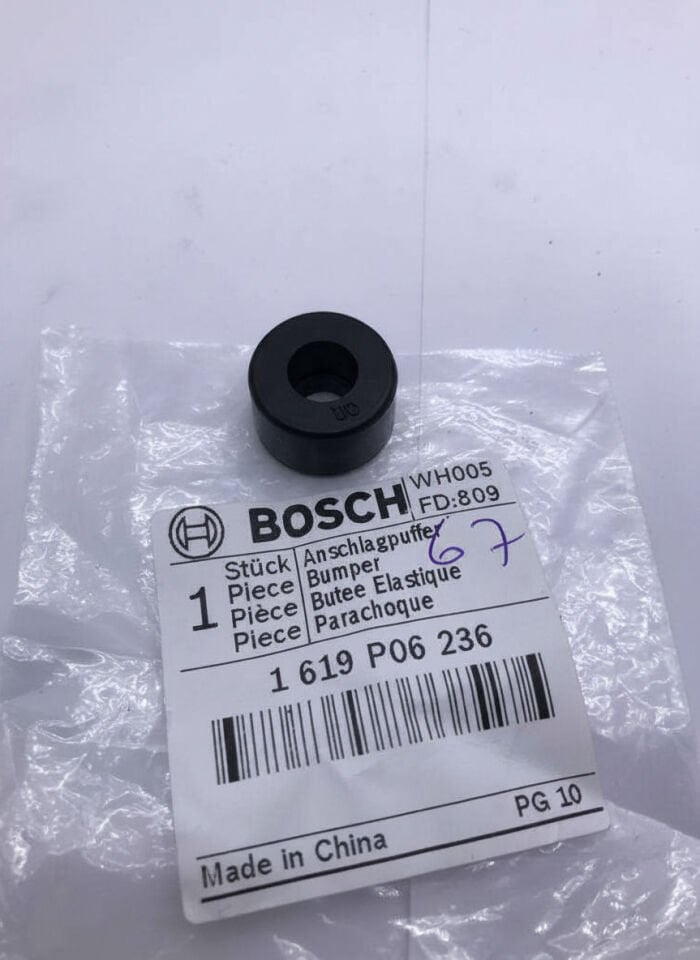 BOSCH
WH005
FD:809
67
1
Stück
Piece
Pièce
Piece
Anschlagpuffer
Bumper
Butee Elastique
Parachoque
1 619 P06 236
PG 10
Made in China